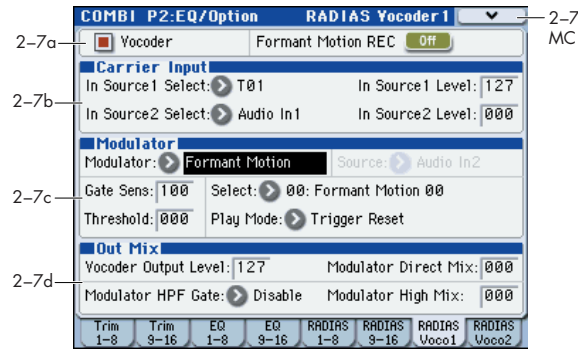 COMBI P2:EQ/Option RADIAS Vocoder1
2–7
MC
2–7a
Vocoder Formant Motion REC Off
Carrier Input
2–7b
In Source1 Select: T01 In Source1 Level: 127
In Source2 Select: Audio In1 In Source2 Level: 000
Modulator
Modulator: Formant Motion Source: Audio In2
2–7c
Gate Sens: 100 Select: 00: Formant Motion 00
Threshold: 000 Play Mode: Trigger Reset
Out Mix
2–7d
Vocoder Output Level: 127 Modulator Direct Mix: 000
Modulator HPF Gate: Disable Modulator High Mix: 000
Trim 1–8 Trim 9–16 EQ 1–8 EQ 9–16 RADIAS 1–8 RADIAS 9–16 RADIAS Voco1 RADIAS Voco2